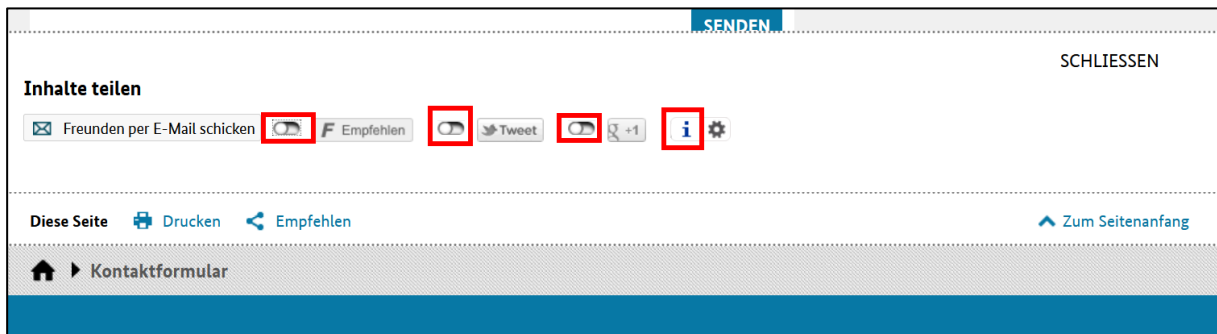 SENDEN
SCHLIESSEN
Inhalte teilen
Freunden per E-Mail schicken F Empfehlen Tweet g +1 i
Diese Seite Drucken Empfehlen Zum Seitenanfang
Kontaktformular